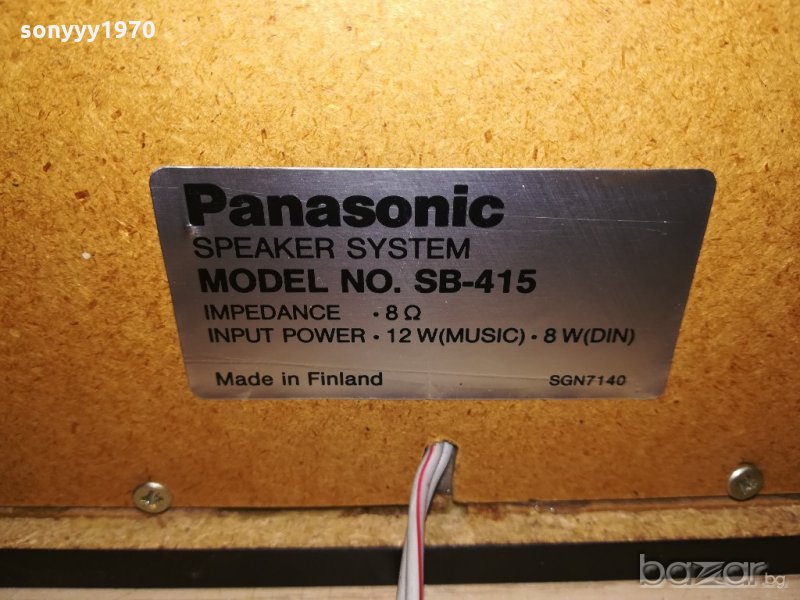 sonyyy1970
Panasonic
SPEAKER SYSTEM
MODEL NO. SB-415
IMPEDANCE • 8 Ω
INPUT POWER • 12 W(MUSIC) • 8 W(DIN)
Made in Finland SGN7140
bazar.bg